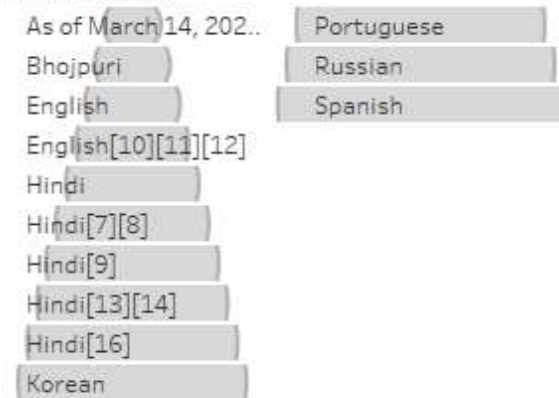 As of March 14, 202..
Bhojpuri
English
English[10][11][12]
Hindi
Hindi[7][8]
Hindi[9]
Hindi[13][14]
Hindi[16]
Korean
Portuguese
Russian
Spanish